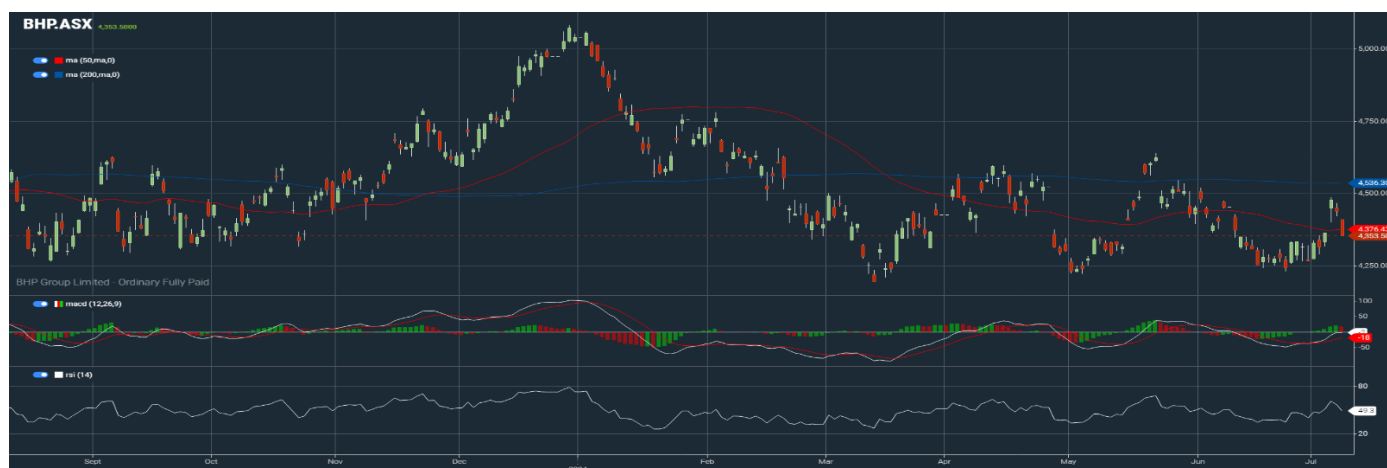 BHP.ASX 4,353.5800
ma (50,ma,0)
ma (200,ma,0)
5,000.00
4,750.00
4,536.39
4,500.00
4,376.43
4,353.58
4,250.00
BHP Group Limited - Ordinary Fully Paid
macd (12,26,9)
100
50
-18
-50
rsi (14)
80
49.8
20
Sept Oct Nov Dec Feb Mar Apr May Jun Jul